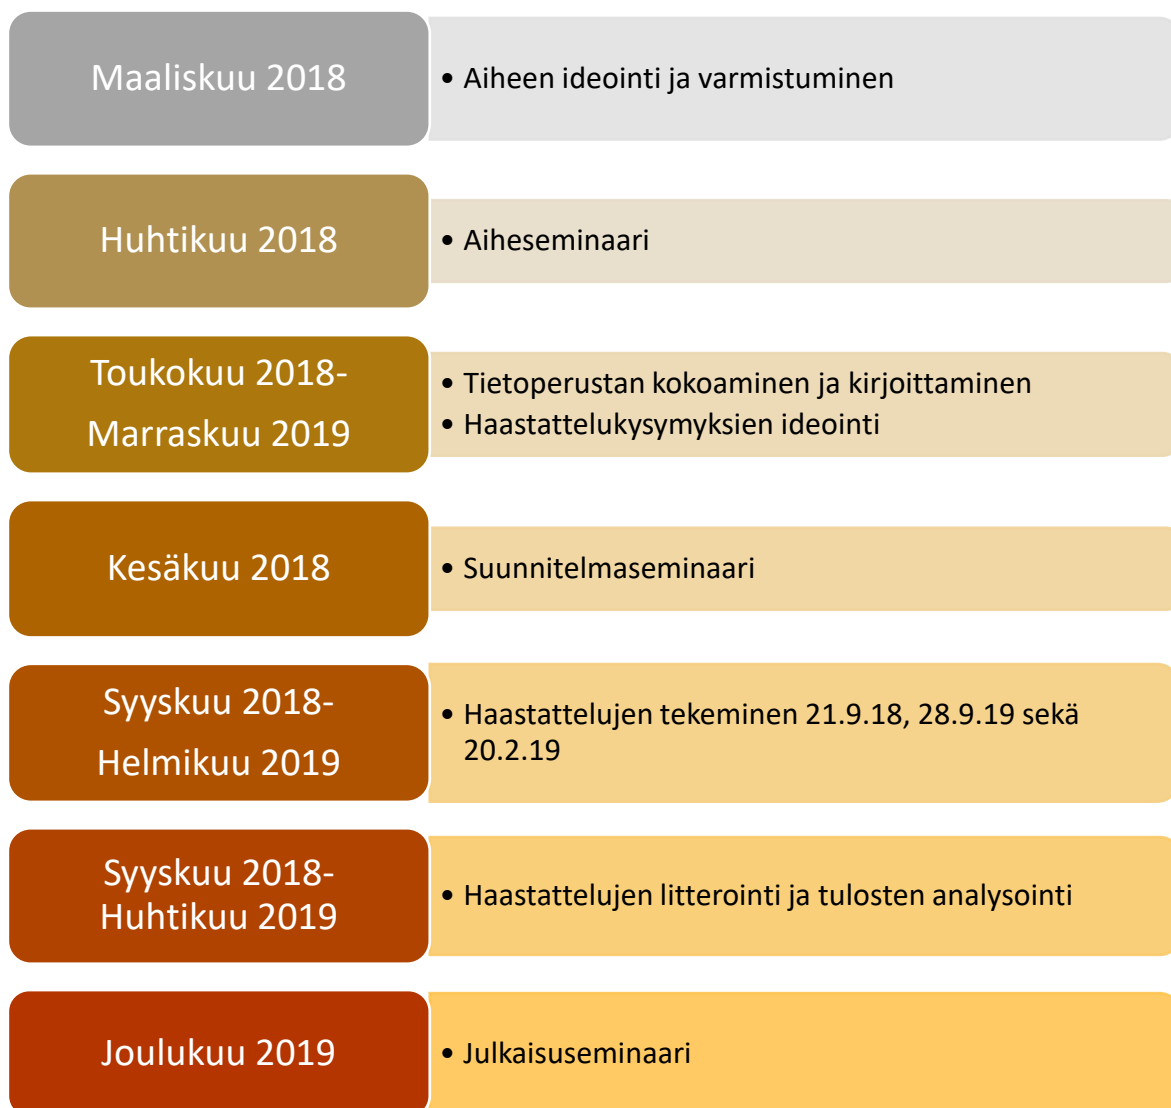 Maaliskuu 2018
• Aiheen ideointi ja varmistuminen
Huhtikuu 2018
• Aiheseminaari
Toukokuu 2018-
Marraskuu 2019
• Tietoperustan kokoaminen ja kirjoittaminen
• Haastattelukysymyksien ideointi
Kesäkuu 2018
• Suunnitelmaseminaari
Syyskuu 2018-
Helmikuu 2019
• Haastattelujen tekeminen 21.9.18, 28.9.19 sekä
20.2.19
Syyskuu 2018-
Huhtikuu 2019
• Haastattelujen litterointi ja tulosten analysointi
Joulukuu 2019
• Julkaisuseminaari